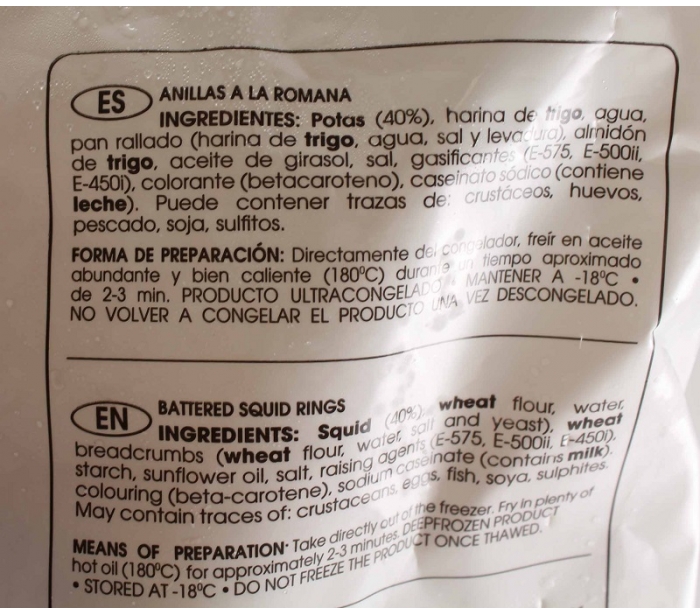 ES ANILLAS A LA ROMANA
INGREDIENTES: Potas (40%), harina de trigo, agua,
pan rallado (harina de trigo, agua, sal y levadura), almidón
de trigo, aceite de girasol, sal, gasificantes (E-575, E-500ii,
E-450i), colorante (betacaroteno), caseinato sódico (contiene
leche). Puede contener trazas de: crustáceos, huevos,
pescado, soja, sulfitos.
FORMA DE PREPARACIÓN: Directamente del congelador, freír en aceite
abundante y bien caliente (180ºC) durante un tiempo aproximado
de 2-3 min. PRODUCTO ULTRACONGELADO • MANTENER A -18ºC •
NO VOLVER A CONGELAR EL PRODUCTO UNA VEZ DESCONGELADO.
EN BATTERED SQUID RINGS
INGREDIENTS: Squid (40%), wheat flour, water,
breadcrumbs (wheat flour, water, salt and yeast), wheat
starch, sunflower oil, salt, raising agents (E-575, E-500ii, E-450i),
colouring (beta-carotene), sodium caseinate (contains milk).
May contain traces of: crustaceans, eggs, fish, soya, sulphites.
MEANS OF PREPARATION: Take directly out of the freezer. Fry in plenty of
hot oil (180ºC) for approximately 2-3 minutes. DEEPFROZEN PRODUCT
• STORED AT -18ºC • DO NOT FREEZE THE PRODUCT ONCE THAWED.